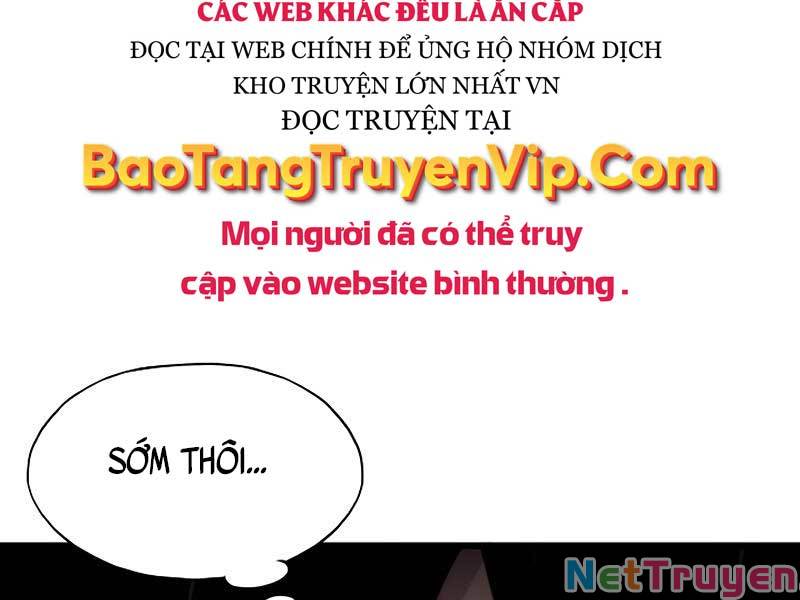 CÁC WEB KHÁC ĐỀU LÀ ĂN CẮP
ĐỌC TẠI WEB CHÍNH ĐỂ ỦNG HỘ NHÓM DỊCH
KHO TRUYỆN LỚN NHẤT VN
ĐỌC TRUYỆN TẠI
BaoTangTruyenVip.Com
Mọi người đã có thể truy
cập vào website bình thường.
SỚM THÔI...
NetTruyen